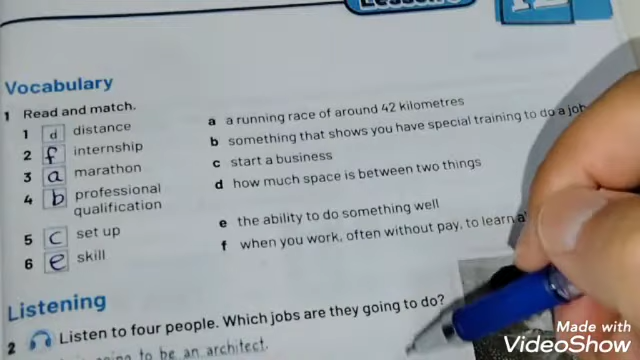 Lesson
12
Vocabulary
1 Read and match.
1 d distance
2 f internship
3 a marathon
4 b professional
qualification
5 c set up
6 e skill
a a running race of around 42 kilometres
b something that shows you have special training to do a job
c start a business
d how much space is between two things
e the ability to do something well
f when you work, often without pay, to learn
Listening
2 Listen to four people. Which jobs are they going to do?
to be an architect.
Made with
VideoShow